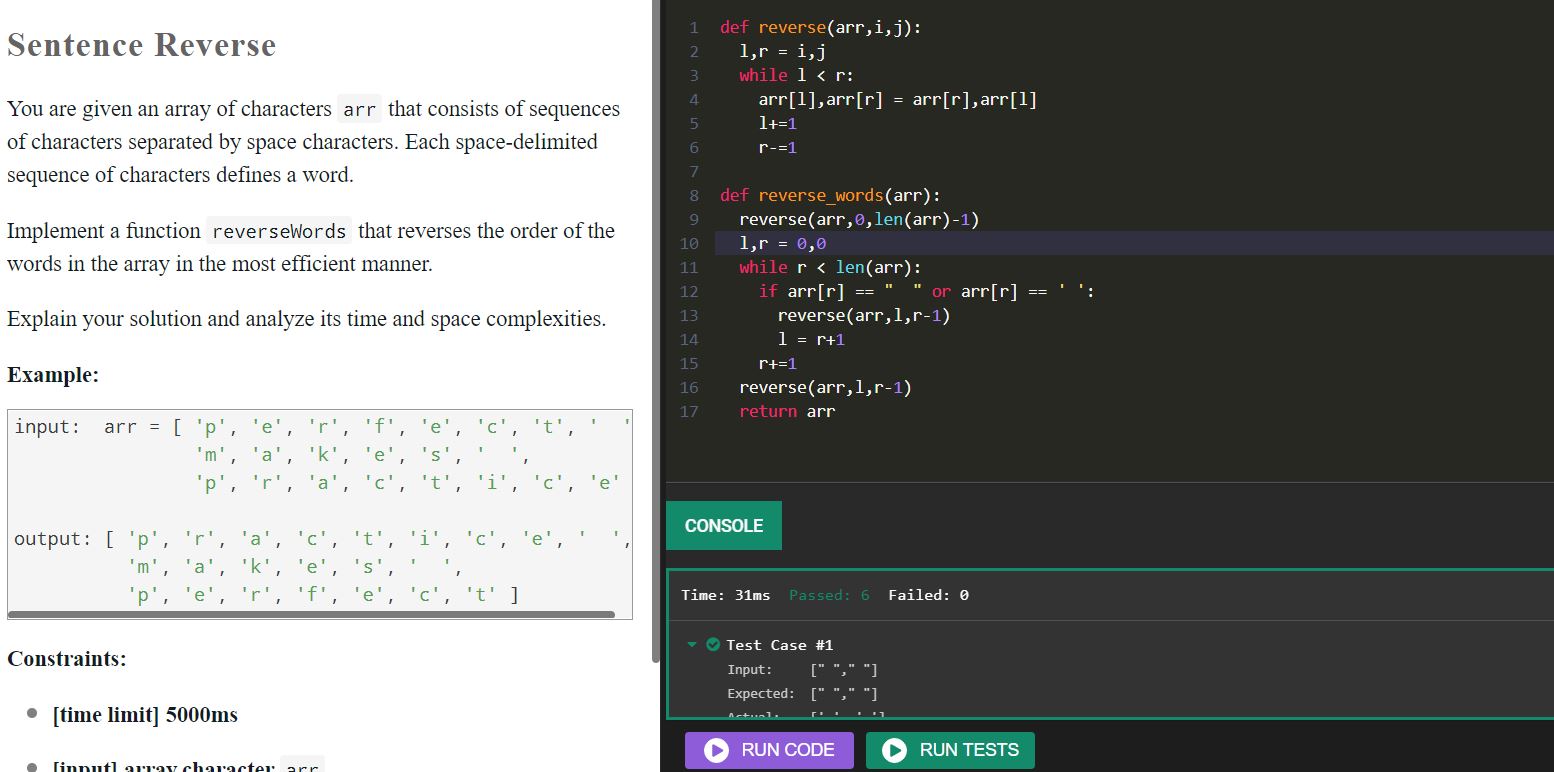 Sentence Reverse
You are given an array of characters arr that consists of sequences
of characters separated by space characters. Each space-delimited
sequence of characters defines a word.
Implement a function reverseWords that reverses the order of the
words in the array in the most efficient manner.
Explain your solution and analyze its time and space complexities.
Example:
input:  arr = [ 'p', 'e', 'r', 'f', 'e', 'c', 't', '  '
'm', 'a', 'k', 'e', 's', '  ',
'p', 'r', 'a', 'c', 't', 'i', 'c', 'e'
output: [ 'p', 'r', 'a', 'c', 't', 'i', 'c', 'e', '  ',
'm', 'a', 'k', 'e', 's', '  ',
'p', 'e', 'r', 'f', 'e', 'c', 't' ]
Constraints:
[time limit] 5000ms
[input] array.character arr
1 def reverse(arr,i,j):
2 l,r = i,j
3 while l < r:
4 arr[l],arr[r] = arr[r],arr[l]
5 l+=1
6 r-=1
7
8 def reverse_words(arr):
9 reverse(arr,0,len(arr)-1)
10 l,r = 0,0
11 while r < len(arr):
12 if arr[r] == "  " or arr[r] == ' ':
13 reverse(arr,l,r-1)
14 l = r+1
15 r+=1
16 reverse(arr,l,r-1)
17 return arr
CONSOLE
Time: 31ms Passed: 6 Failed: 0
Test Case #1
Input: [" "," "]
Expected: [" "," "]
Actual: [' ', ' ']
RUN CODE RUN TESTS